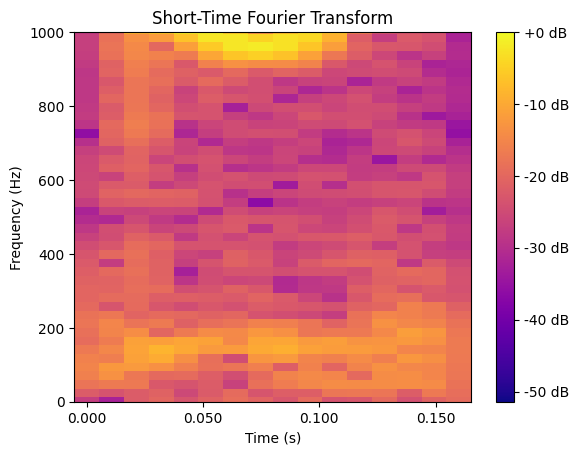 Short-Time Fourier Transform
1000
800
600
400
200
0
Frequency (Hz)
0.000
0.050
0.100
0.150
Time (s)
+0 dB
-10 dB
-20 dB
-30 dB
-40 dB
-50 dB